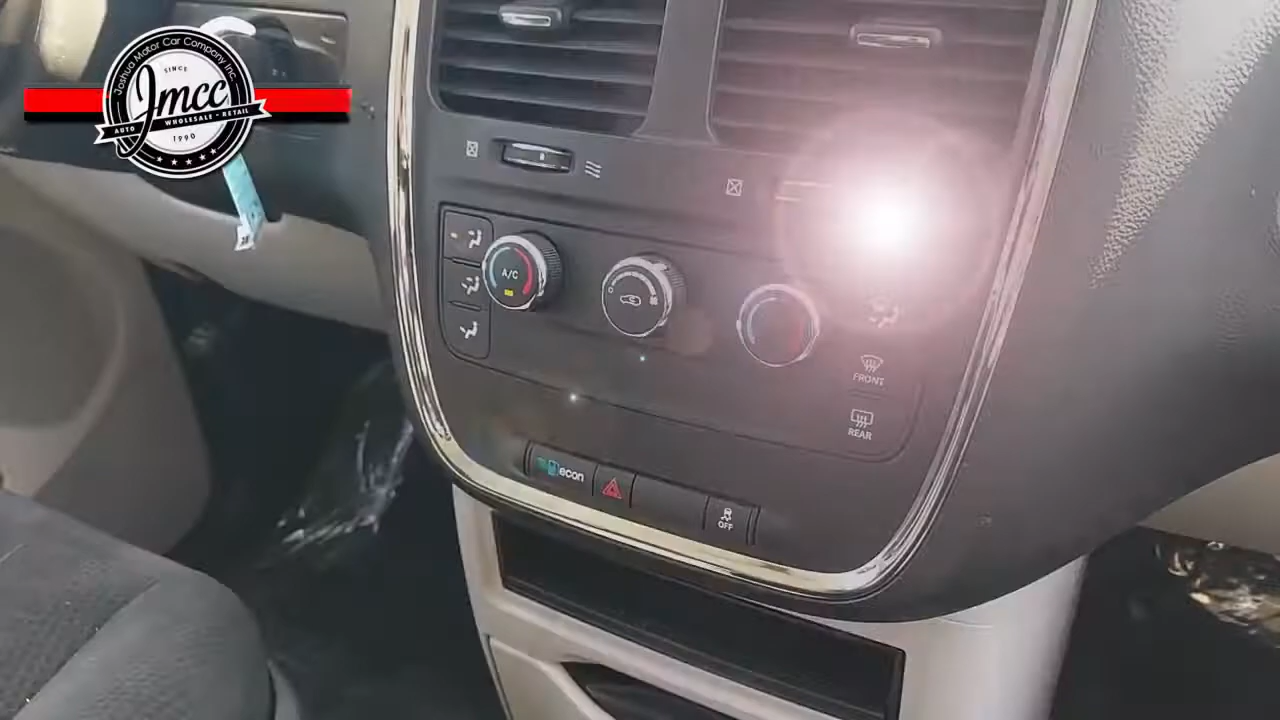 Joshua Motor Car Company Inc.
SINCE
Jmcc
AUTO WHOLESALE • RETAIL
1990
A/C
FRONT
REAR
econ
OFF